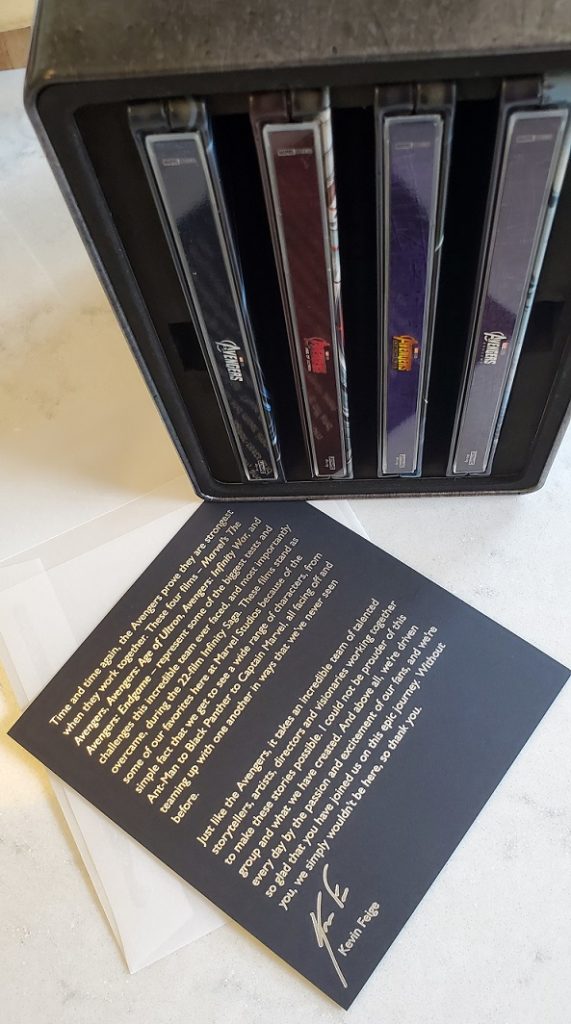 AVENGERS
AVENGERS
AVENGERS
AVENGERS
Time and time again, the Avengers prove they are strongest
when they work together. These four films – Marvel's The
Avengers, Avengers: Age of Ultron, Avengers: Infinity War, and
Avengers: Endgame – represent some of the biggest tests and
challenges this incredible team ever faced, and most importantly
overcame, during the 22-film Infinity Saga. These films stand as
some of our favorites here at Marvel Studios because of the
simple fact that we get to see a wide range of characters, from
Ant-Man to Black Panther to Captain Marvel, all facing off and
teaming up with one another in ways that we've never seen
before.
Just like the Avengers, it takes an incredible team of talented
storytellers, artists, directors and visionaries working together
to make these stories possible. I could not be prouder of this
group and what we have created. And above all, we're driven
every day by the passion and excitement of our fans, and we're
so glad that you have joined us on this epic journey. Without
you, we simply wouldn't be here, so thank you.
Kevin Feige